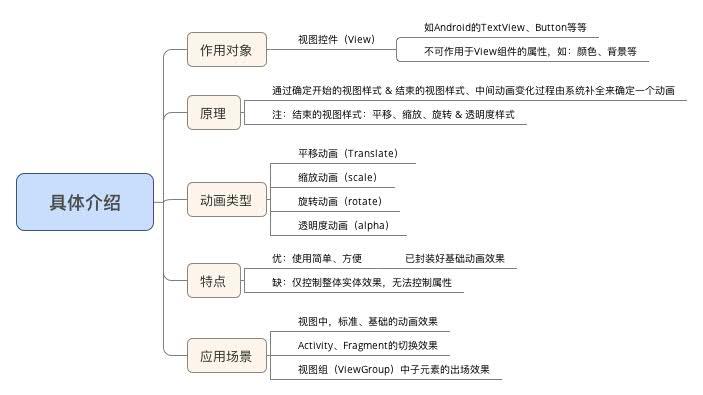 具体介绍
作用对象
视图控件（View）
如Android的TextView、Button等等
不可作用于View组件的属性，如：颜色、背景等
原理
通过确定开始的视图样式 & 结束的视图样式、中间动画变化过程由系统补全来确定一个动画
注：结束的视图样式：平移、缩放、旋转 & 透明度样式
动画类型
平移动画（Translate）
缩放动画（scale）
旋转动画（rotate）
透明度动画（alpha）
特点
优：使用简单、方便
已封装好基础动画效果
缺：仅控制整体实体效果，无法控制属性
应用场景
视图中，标准、基础的动画效果
Activity、Fragment的切换效果
视图组（ViewGroup）中子元素的出场效果